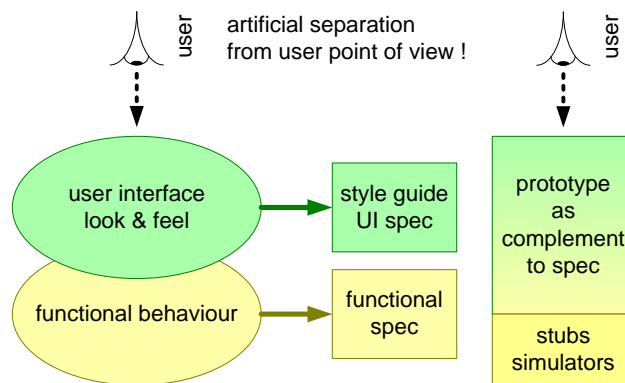 user
artificial separation
from user point of view !
user
user interface
look & feel
style guide
UI spec
prototype
as
complement
to spec
functional behaviour
functional
spec
stubs
simulators